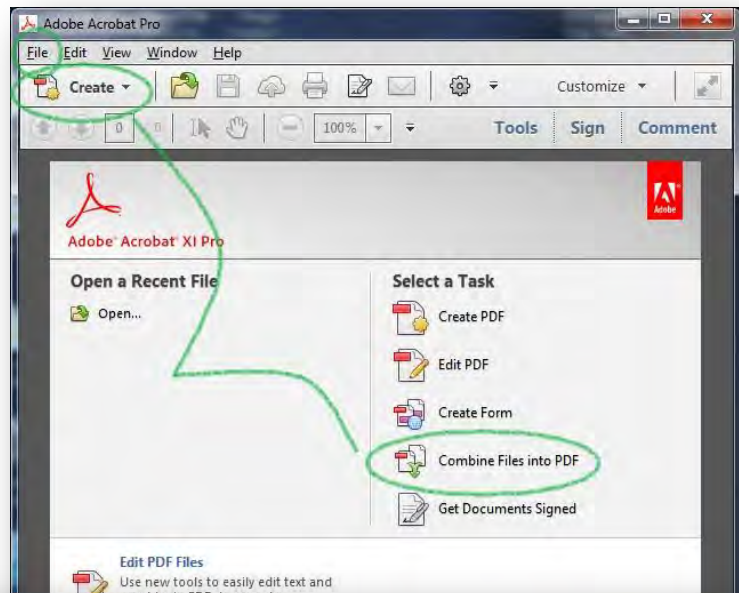 Adobe Acrobat Pro
File Edit View Window Help
Create Customize
0 100% Tools Sign Comment
Adobe
Adobe® Acrobat® XI Pro
Open a Recent File
Open...
Select a Task
Create PDF
Edit PDF
Create Form
Combine Files into PDF
Get Documents Signed
Edit PDF Files
Use new tools to easily edit text and